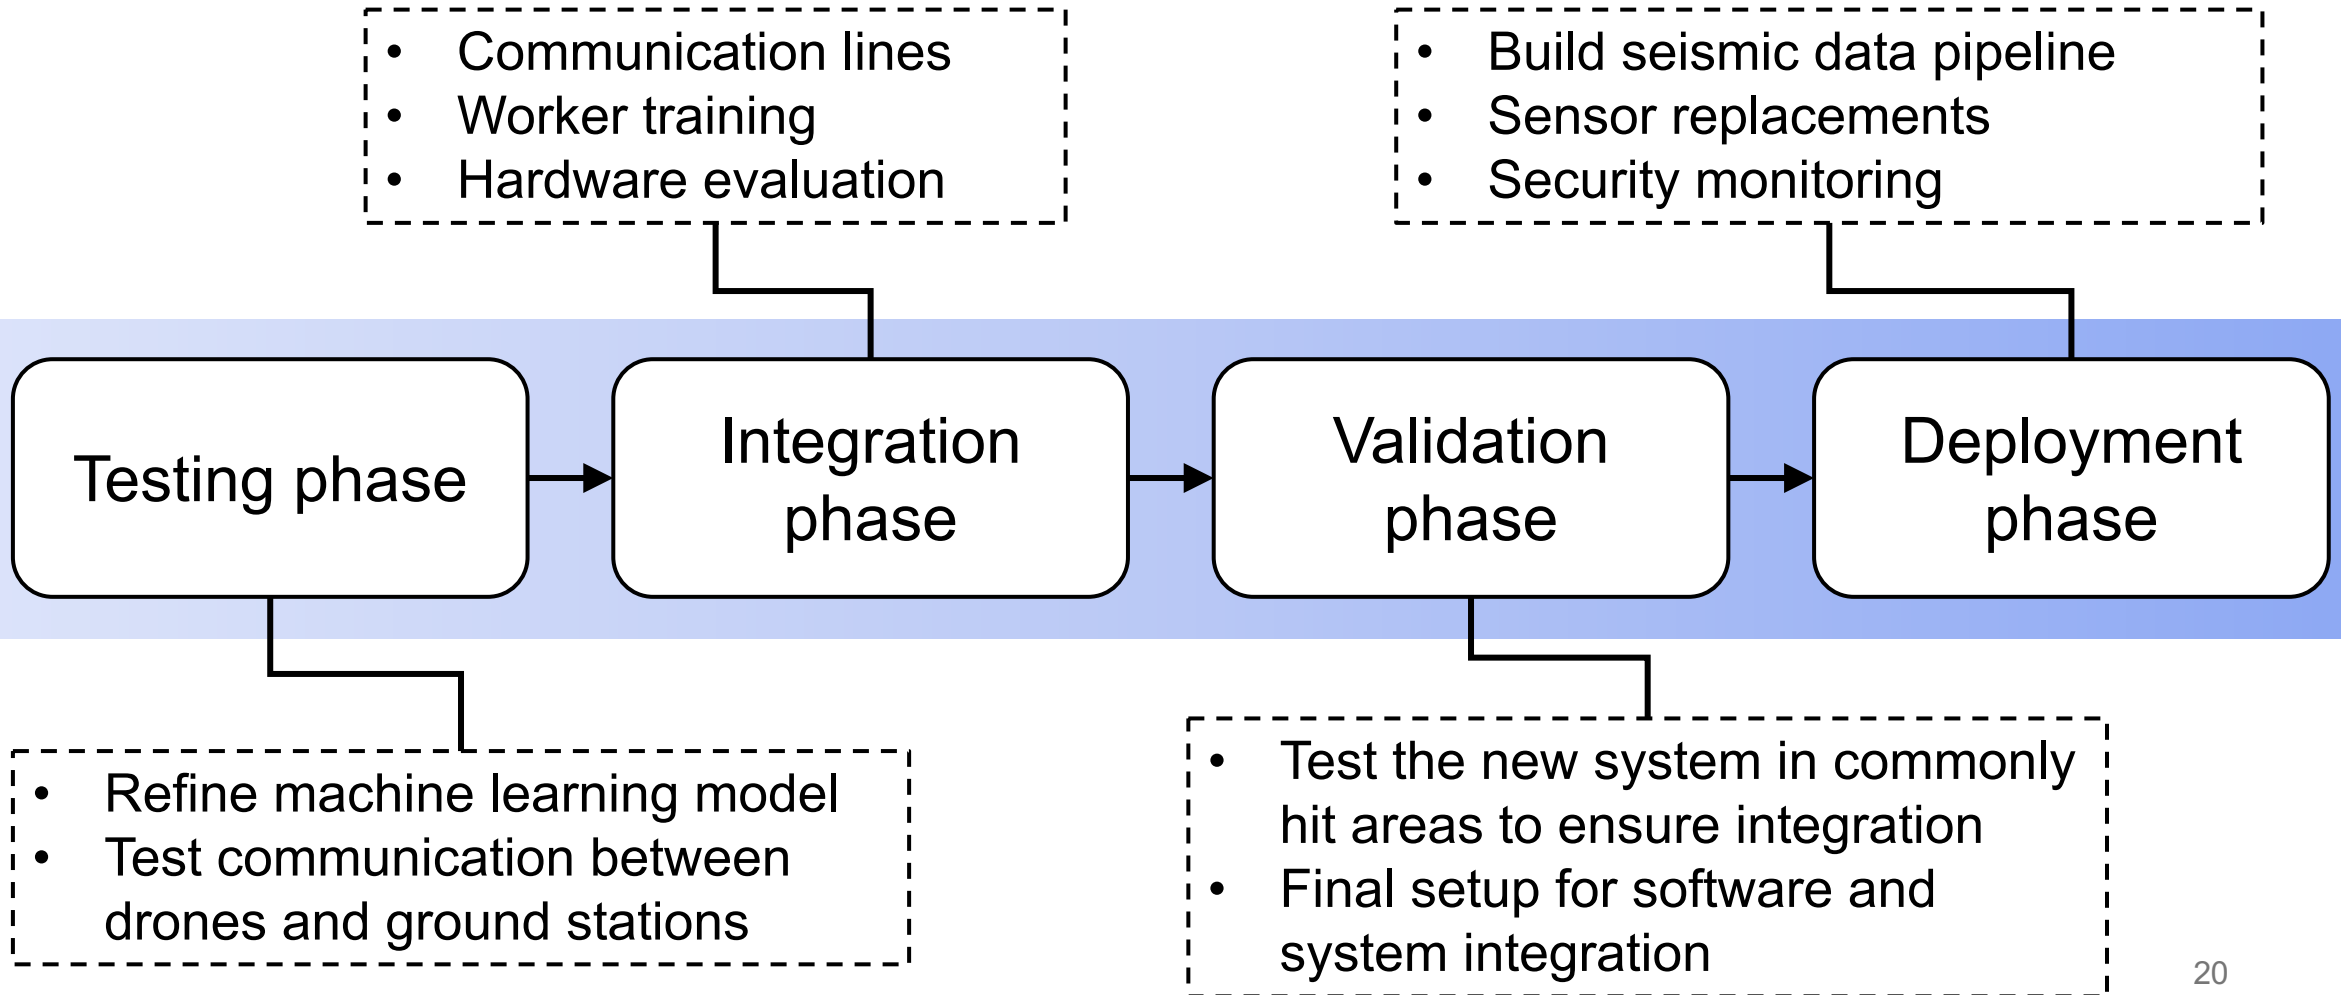 • Communication lines
• Worker training
• Hardware evaluation
• Build seismic data pipeline
• Sensor replacements
• Security monitoring
Testing phase
Integration
phase
Validation
phase
Deployment
phase
• Refine machine learning model
• Test communication between
drones and ground stations
• Test the new system in commonly
hit areas to ensure integration
• Final setup for software and
system integration
20